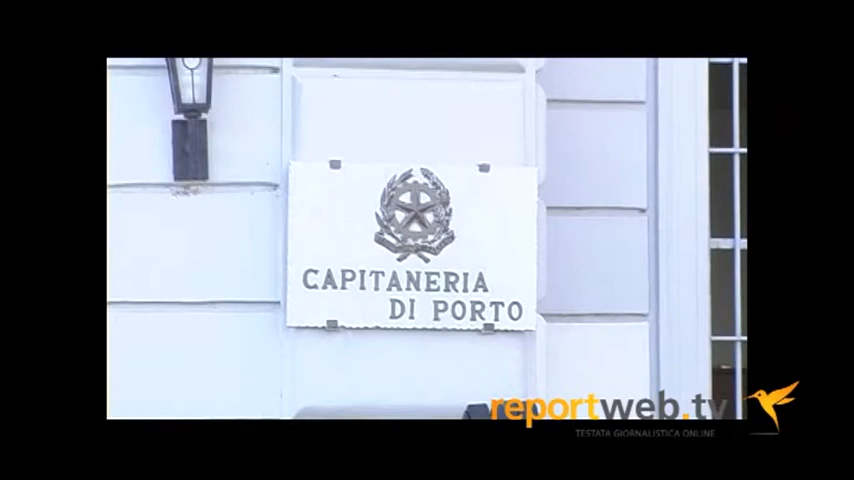 CAPITANERIA
DI PORTO
reportweb.tv
TESTATA GIORNALISTICA ONLINE